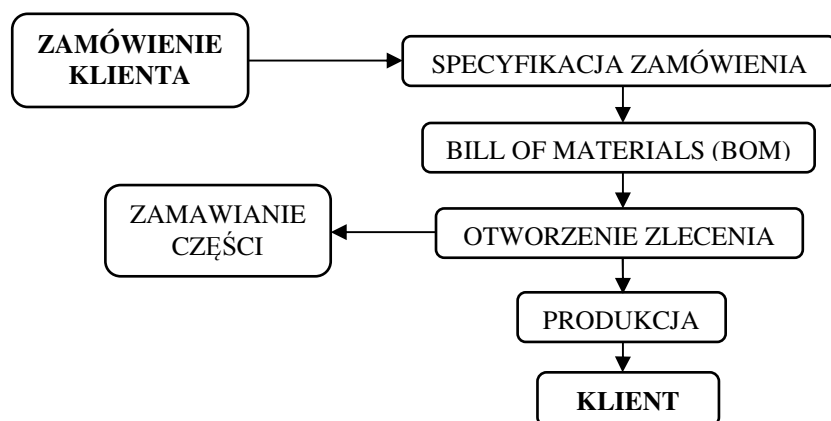 ZAMÓWIENIE
KLIENTA
SPECYFIKACJA ZAMÓWIENIA
BILL OF MATERIALS (BOM)
ZAMAWIANIE
CZĘŚCI
OTWORZENIE ZLECENIA
PRODUKCJA
KLIENT